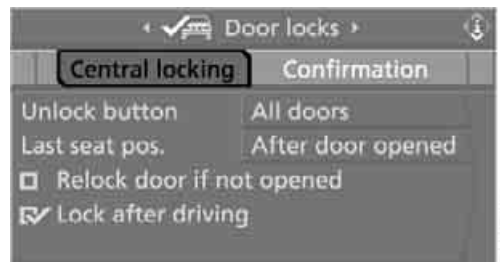 Door locks
Central locking Confirmation
Unlock button All doors
Last seat pos. After door opened
Relock door if not opened
Lock after driving